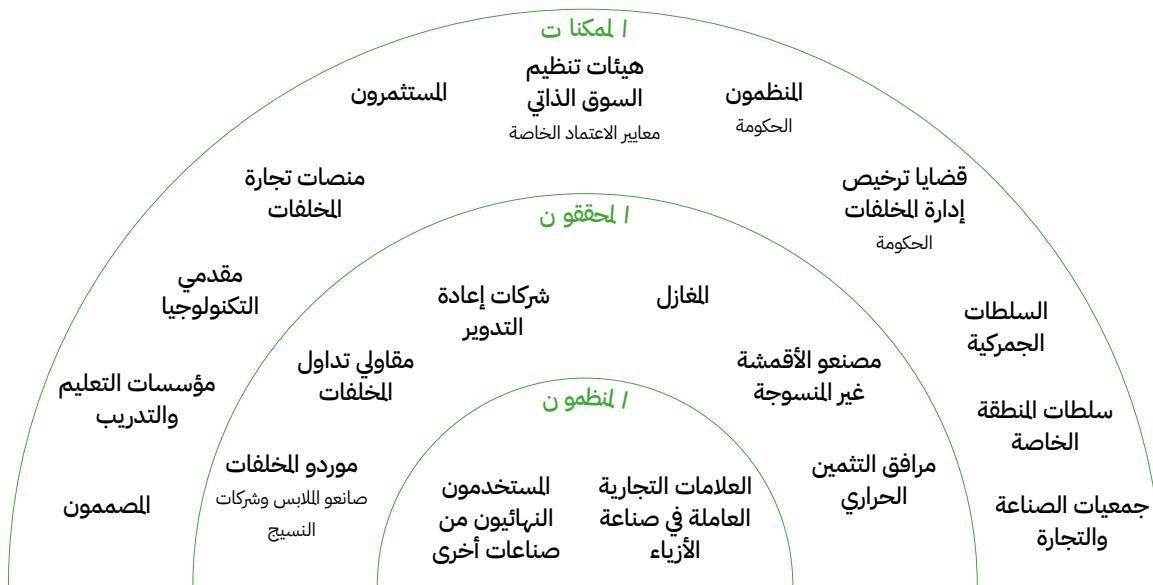 الممكنات
هيئات تنظيم
السوق الذاتي
معايير الاعتماد الخاصة
المنظمون
الحكومة
المستثمرون
قضايا ترخيص
إدارة المخلفات
الحكومة
منصات تجارة
المخلفات
السلطات
الجمركية
مقدمي
التكنولوجيا
سلطات المنطقة
الخاصة
مؤسسات التعليم
والتدريب
جمعيات الصناعة
والتجارة
المصممون
المحققون
المغازل
شركات إعادة
التدوير
مصنعو الأقمشة
غير المنسوجة
مقاولي تداول
المخلفات
مرافق التثمين
الحراري
موردو المخلفات
صانعو الملابس وشركات
النسيج
المنظمون
العلامات التجارية
العاملة في صناعة
الأزياء
المستخدمون
النهائيون من
صناعات أخرى